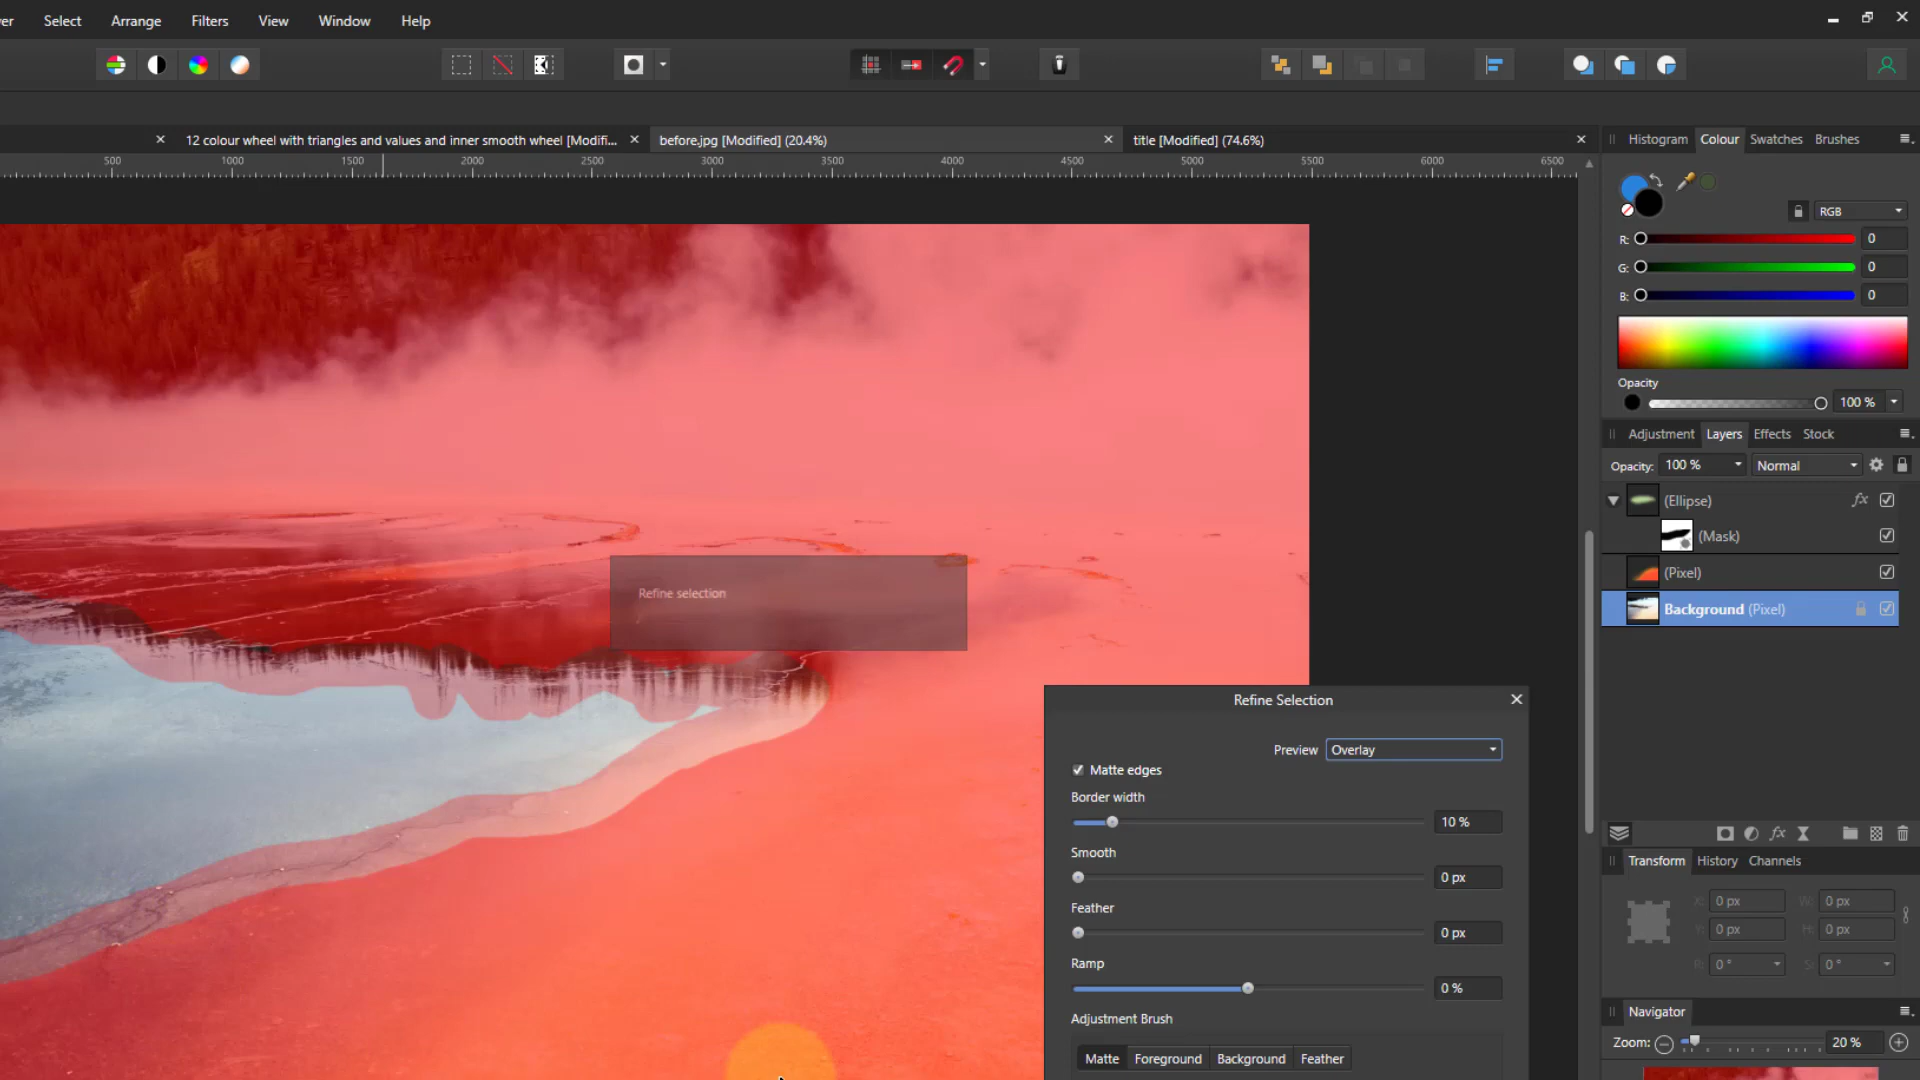 er Select Arrange Filters View Window Help
12 colour wheel with triangles and values and inner smooth wheel [Modifi... before.jpg [Modified] (20.4%) title [Modified] (74.6%)
500 1000 1500 2000 2500 3000 3500 4000 4500 5000 5500 6000 6500
Histogram Colour Swatches Brushes
RGB
R: 0
G: 0
B: 0
Opacity
100 %
Adjustment Layers Effects Stock
Opacity: 100 % Normal
(Ellipse) fx
(Mask)
(Pixel)
Background (Pixel)
Refine selection
Refine Selection
Preview Overlay
Matte edges
Border width
10 %
Smooth
0 px
Feather
0 px
Ramp
0 %
Adjustment Brush
Matte Foreground Background Feather
fx
Transform History Channels
X: 0 px W: 0 px
Y: 0 px H: 0 px
R: 0 ° S: 0 °
Navigator
Zoom: 20 %